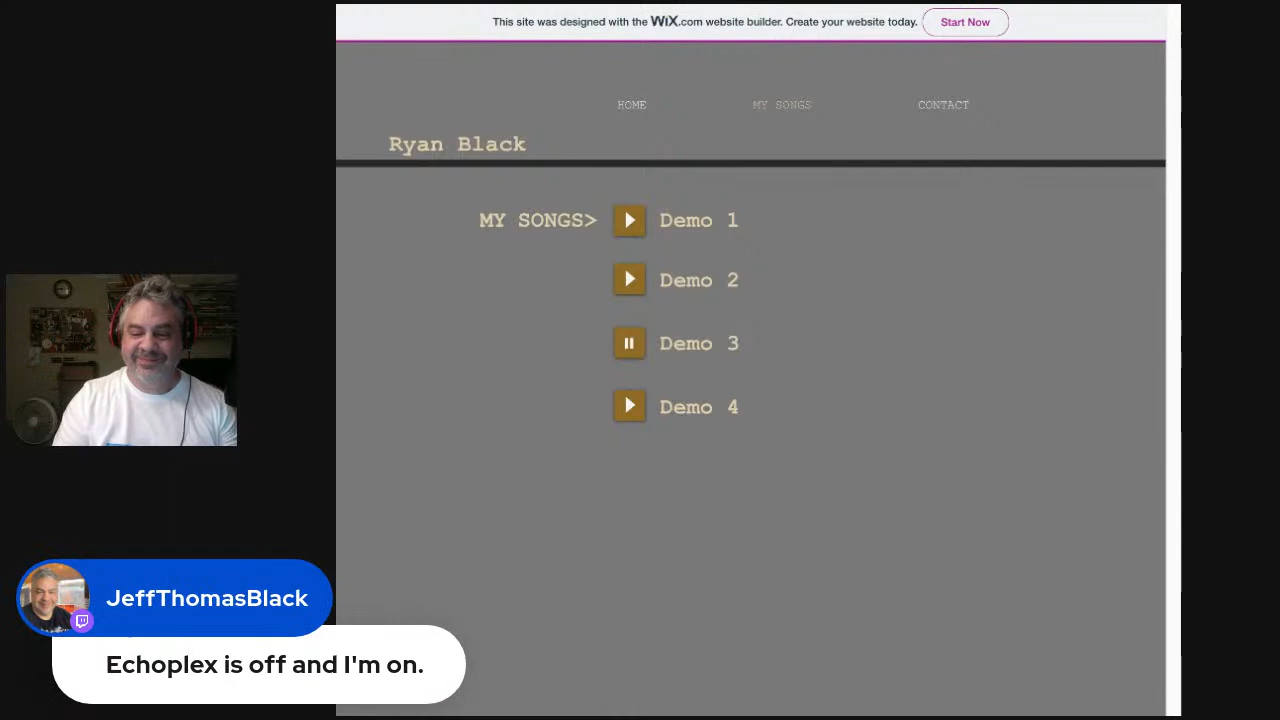 This site was designed with the WiX.com website builder. Create your website today. Start Now
HOME MY SONGS CONTACT
Ryan Black
MY SONGS> Demo 1
Demo 2
Demo 3
Demo 4
JeffThomasBlack
Echoplex is off and I'm on.